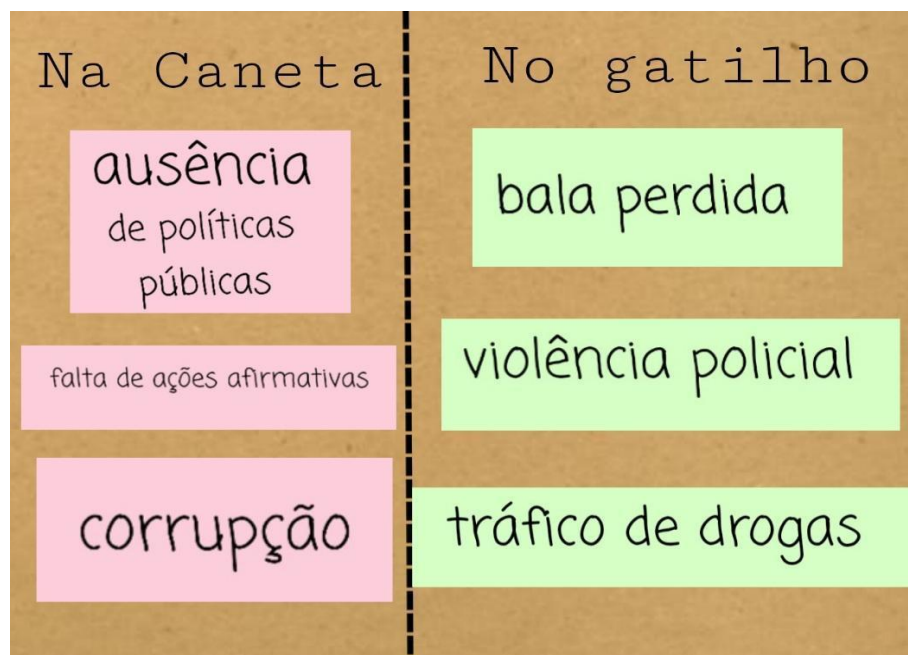 Na Caneta
ausência
de políticas
públicas
falta de ações afirmativas
corrupção
No gatilho
bala perdida
violência policial
tráfico de drogas